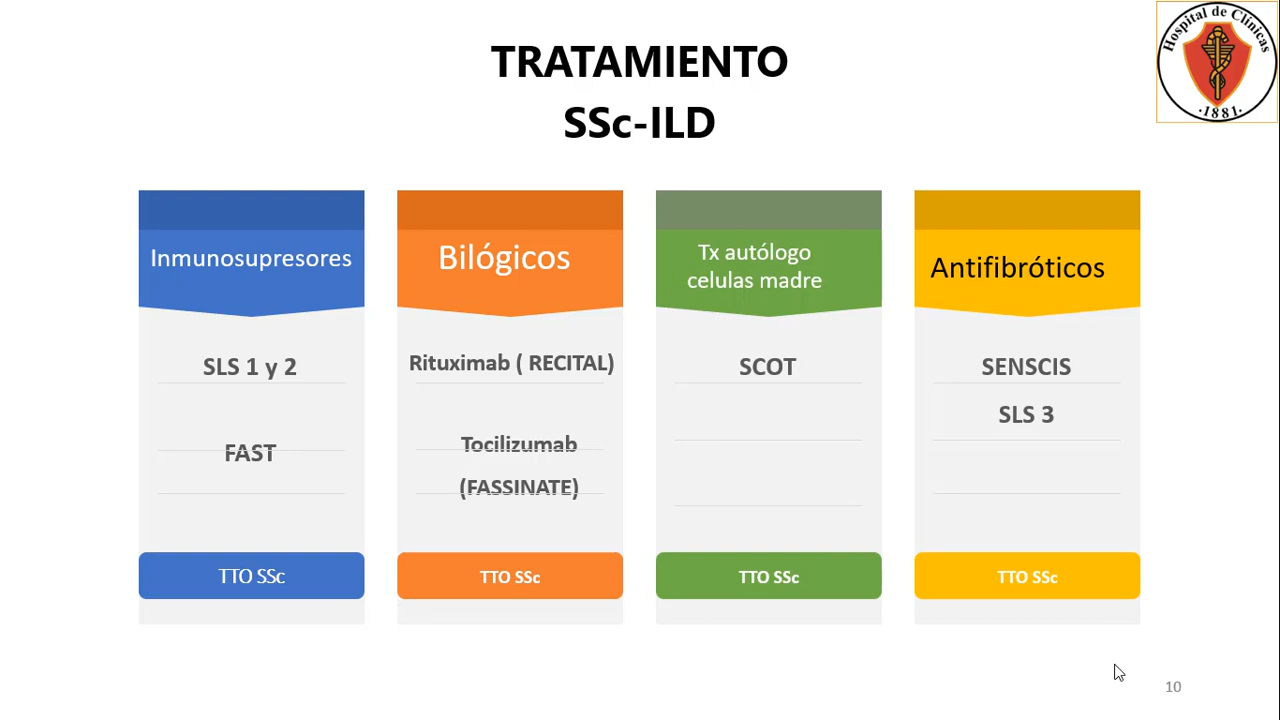 TRATAMIENTO
SSc-ILD
Hospital de Clínicas
·1881·
Inmunosupresores
SLS 1 y 2
FAST
TTO SSc
Bilógicos
Rituximab ( RECITAL)
Tocilizumab
(FASSINATE)
TTO SSc
Tx autólogo
celulas madre
SCOT
TTO SSc
Antifibróticos
SENSCIS
SLS 3
TTO SSc
10